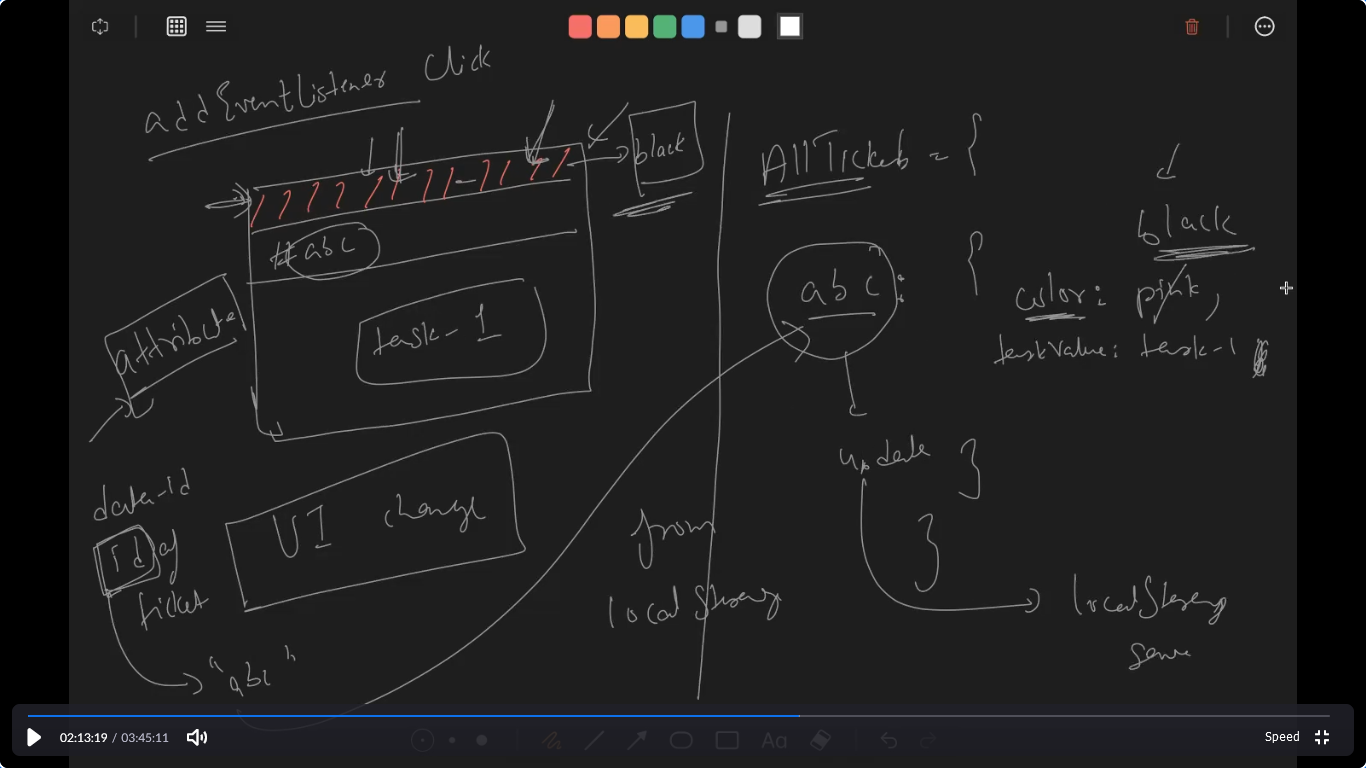 addEventListener Click
black
#abc
task-1
attribute
data-id
id of
ticket
"abc"
UI change
from
localStorage
AllTickets = {
abc: {
black
color: pink,
taskValue: task-1
update }
}
localStorage
save
02:13:19 / 03:45:11
Speed
Aa